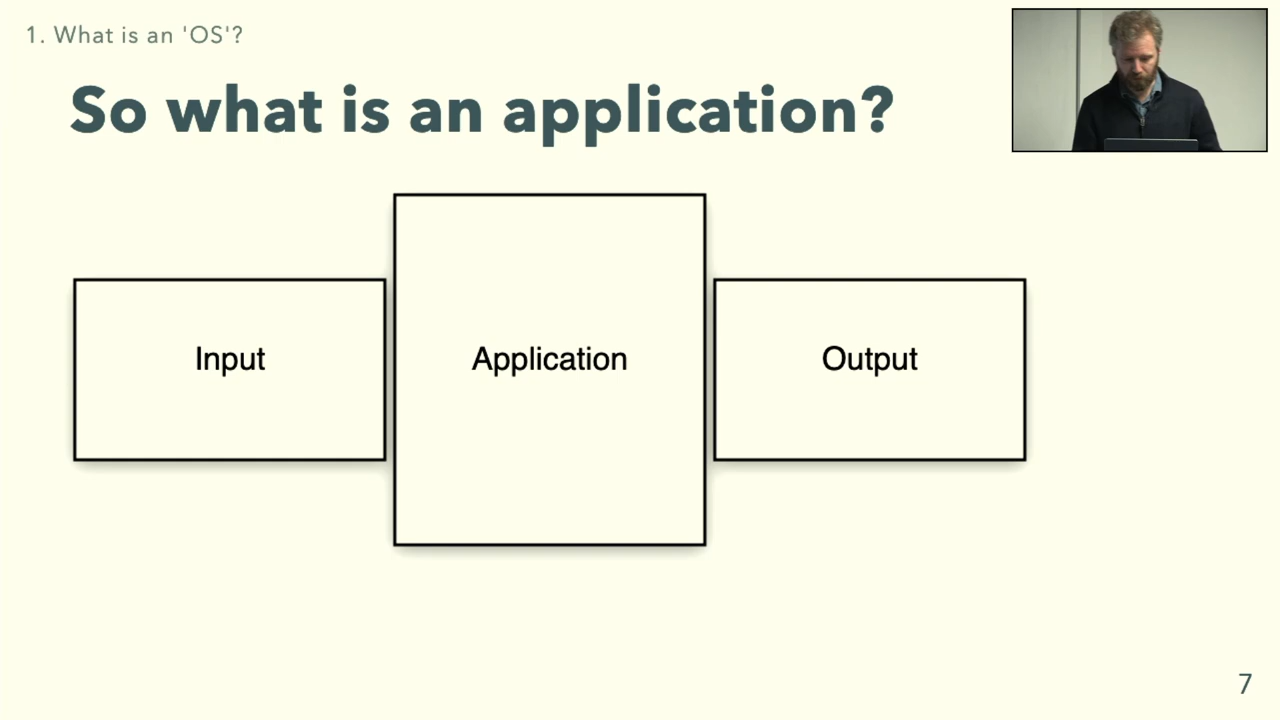 1. What is an 'OS'?
So what is an application?
Input
Application
Output
7